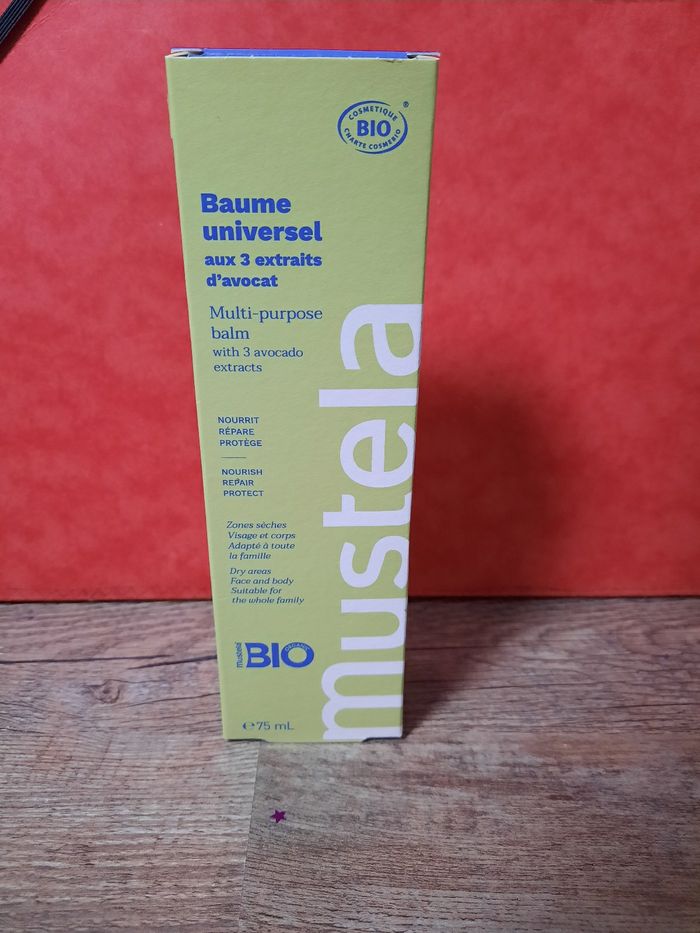 COSMETIQUE
BIO
CHARTE COSMEBIO
®
Baume
universel
aux 3 extraits
d'avocat
Multi-purpose
balm
with 3 avocado
extracts
NOURRIT
RÉPARE
PROTÈGE
NOURISH
REPAIR
PROTECT
Zones sèches
Visage et corps
Adapté à toute
la famille
Dry areas
Face and body
Suitable for
the whole family
mustela
BIO
ORGANIC
℮75 mL
mustela